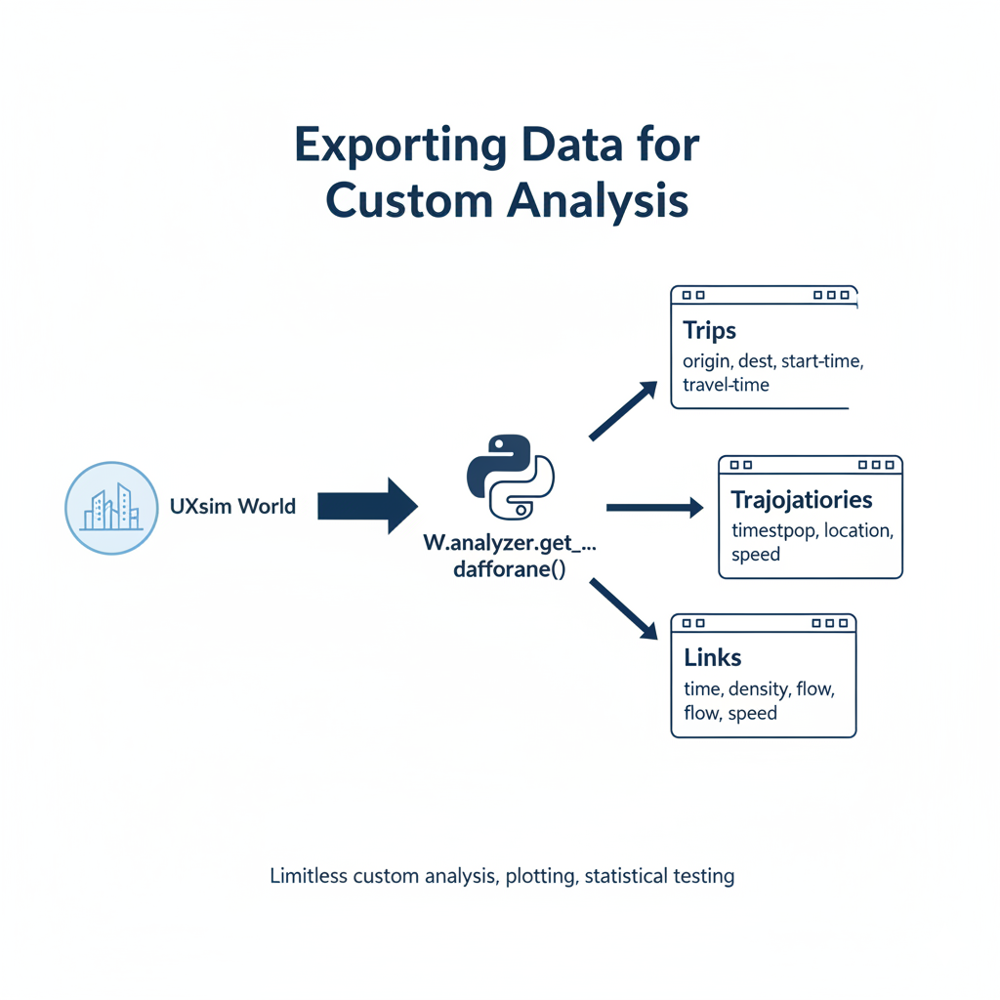 Exporting Data for
Custom Analysis
UXsim World
W.analyzer.get_...
dafforane()
Trips
origin, dest, start-time,
travel-time
Trajojatiories
timestpop, location,
speed
Links
time, density, flow,
flow, speed
Limitless custom analysis, plotting, statistical testing